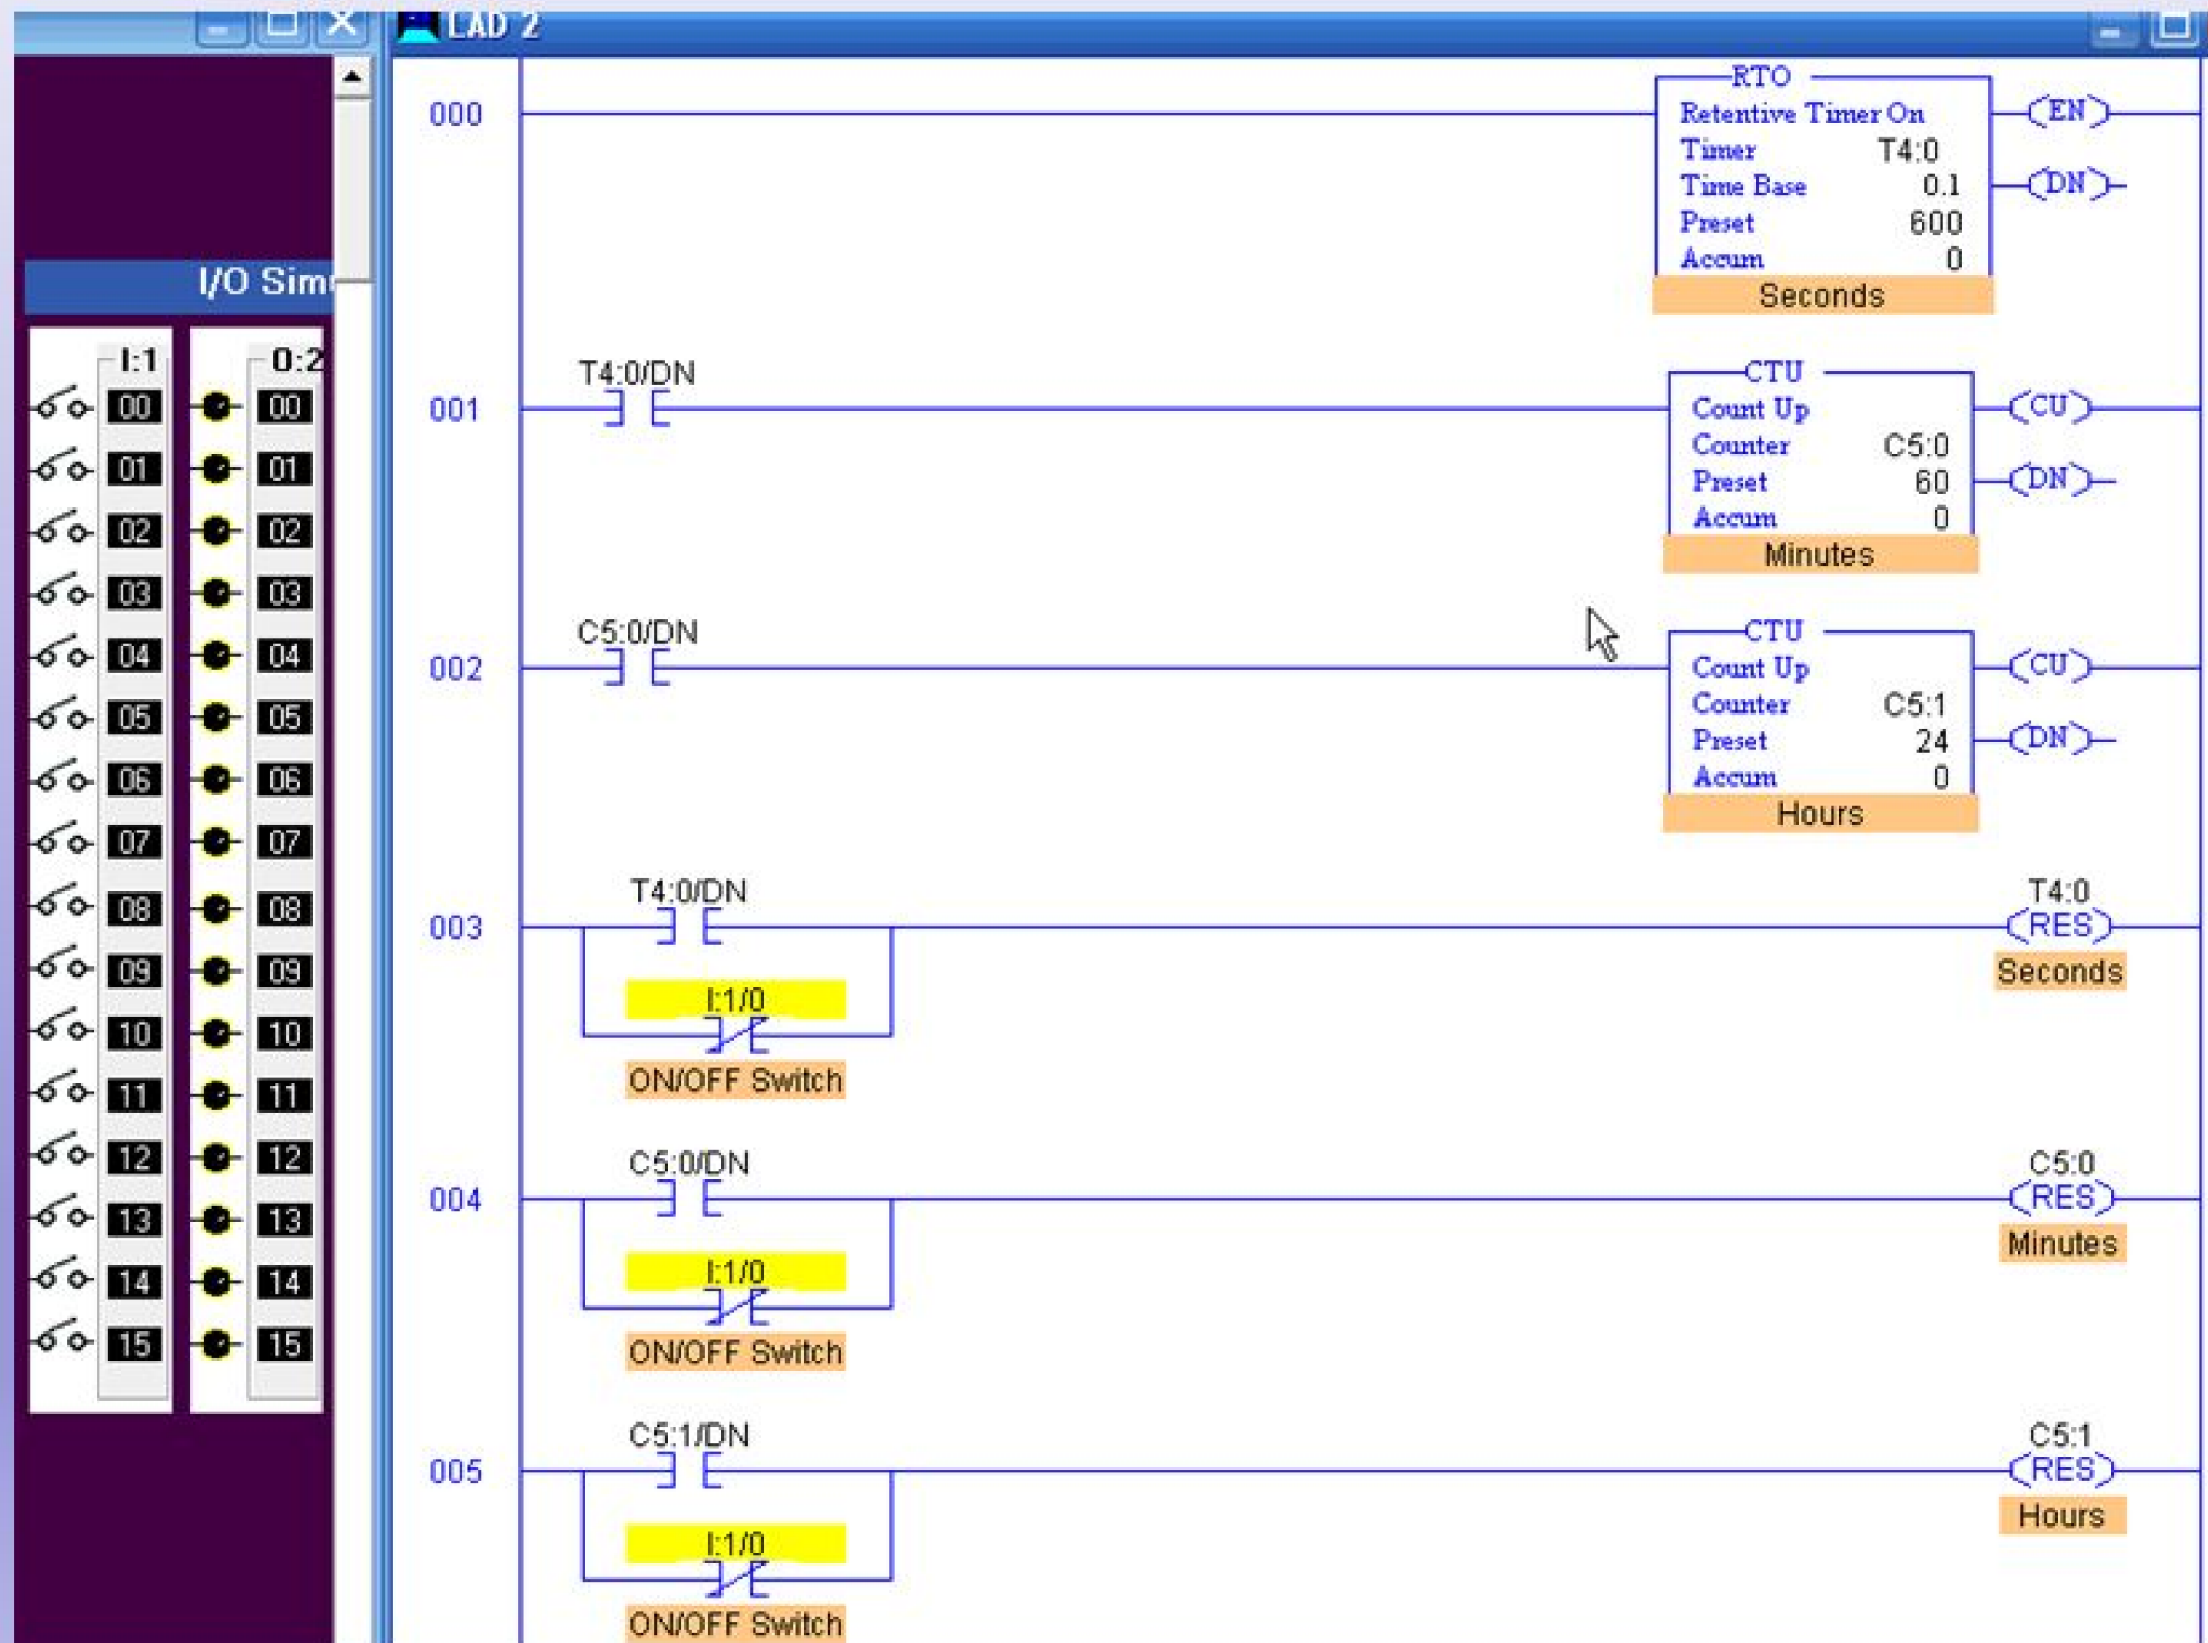 LAD 2
I/O Sim
I:1 O:2
00 00
01 01
02 02
03 03
04 04
05 05
06 06
07 07
08 08
09 09
10 10
11 11
12 12
13 13
14 14
15 15
000
RTO
Retentive Timer On
Timer T4:0
Time Base 0.1
Preset 600
Accum 0
(EN)
(DN)
Seconds
001
T4:0/DN
CTU
Count Up
Counter C5:0
Preset 60
Accum 0
(CU)
(DN)
Minutes
002
C5:0/DN
CTU
Count Up
Counter C5:1
Preset 24
Accum 0
(CU)
(DN)
Hours
003
T4:0/DN
I:1/0
ON/OFF Switch
T4:0
(RES)
Seconds
004
C5:0/DN
I:1/0
ON/OFF Switch
C5:0
(RES)
Minutes
005
C5:1/DN
I:1/0
ON/OFF Switch
C5:1
(RES)
Hours